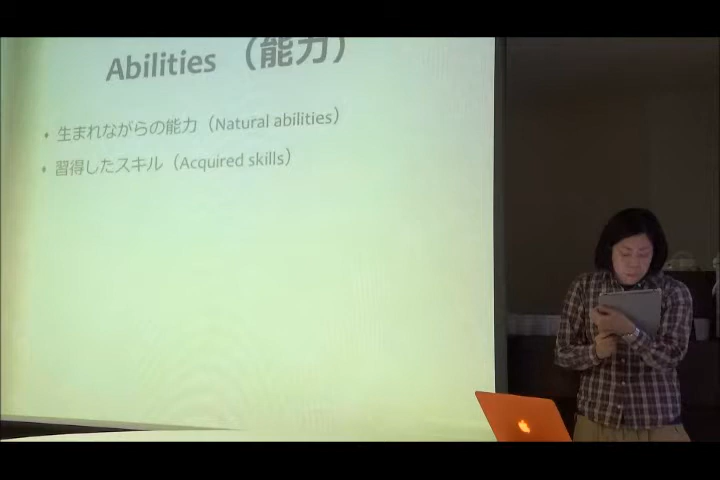 Abilities （能力）
• 生まれながらの能力（Natural abilities）
• 習得したスキル（Acquired skills）